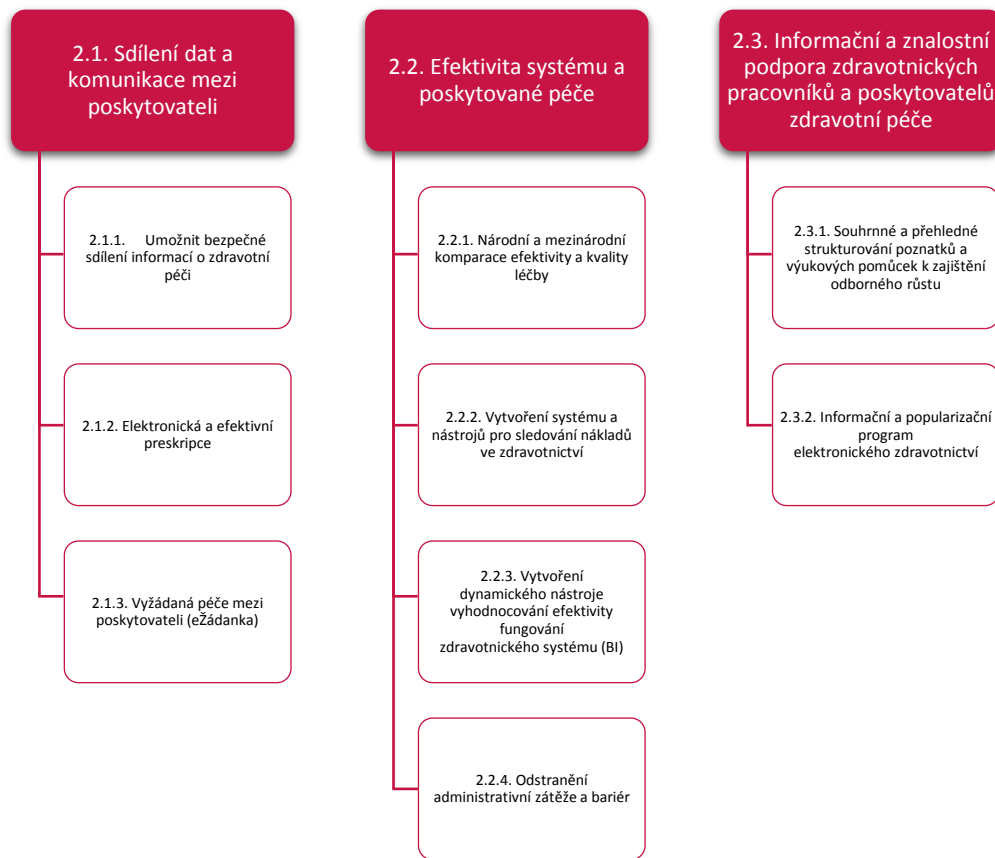 2.1. Sdílení dat a
komunikace mezi
poskytovateli
2.1.1. Umožnit bezpečné
sdílení informací o zdravotní
péči
2.1.2. Elektronická a efektivní
preskripce
2.1.3. Vyžádaná péče mezi
poskytovateli (eŽádanka)
2.2. Efektivita systému a
poskytované péče
2.2.1. Národní a mezinárodní
komparace efektivity a kvality
léčby
2.2.2. Vytvoření systému a
nástrojů pro sledování nákladů
ve zdravotnictví
2.2.3. Vytvoření
dynamického nástroje
vyhodnocování efektivity
fungování
zdravotnického systému (BI)
2.2.4. Odstranění
administrativní zátěže a bariér
2.3. Informační a znalostní
podpora zdravotnických
pracovníků a poskytovatelů
zdravotní péče
2.3.1. Souhrnné a přehledné
strukturování poznatků a
výukových pomůcek k zajištění
odborného růstu
2.3.2. Informační a popularizační
program
elektronického zdravotnictví